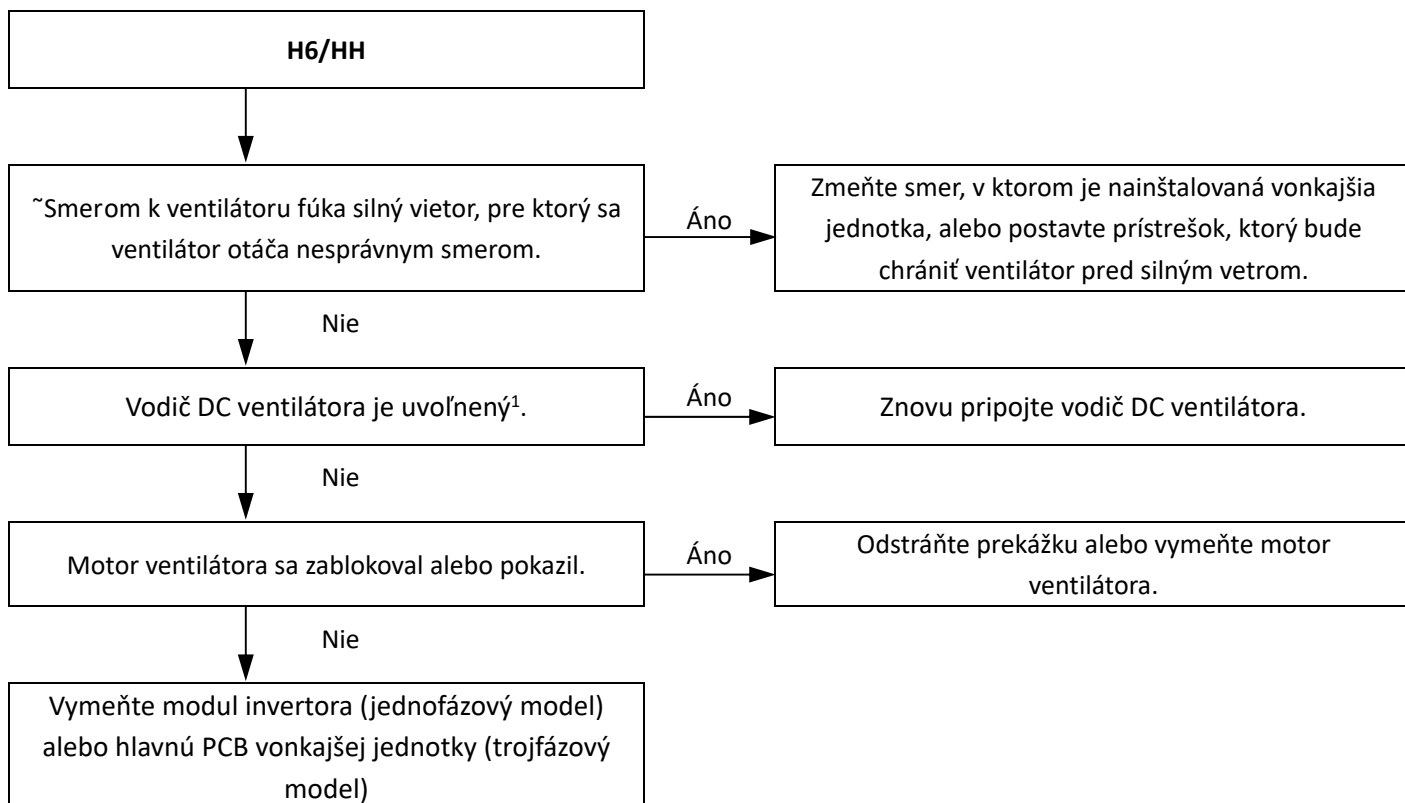 H6/HH
˜Smerom k ventilátoru fúka silný vietor, pre ktorý sa
ventilátor otáča nesprávnym smerom.
Áno
Zmeňte smer, v ktorom je nainštalovaná vonkajšia
jednotka, alebo postavte prístrešok, ktorý bude
chrániť ventilátor pred silným vetrom.
Nie
Vodič DC ventilátora je uvoľnený¹.
Áno
Znovu pripojte vodič DC ventilátora.
Nie
Motor ventilátora sa zablokoval alebo pokazil.
Áno
Odstráňte prekážku alebo vymeňte motor
ventilátora.
Nie
Vymeňte modul invertora (jednofázový model)
alebo hlavnú PCB vonkajšej jednotky (trojfázový
model)